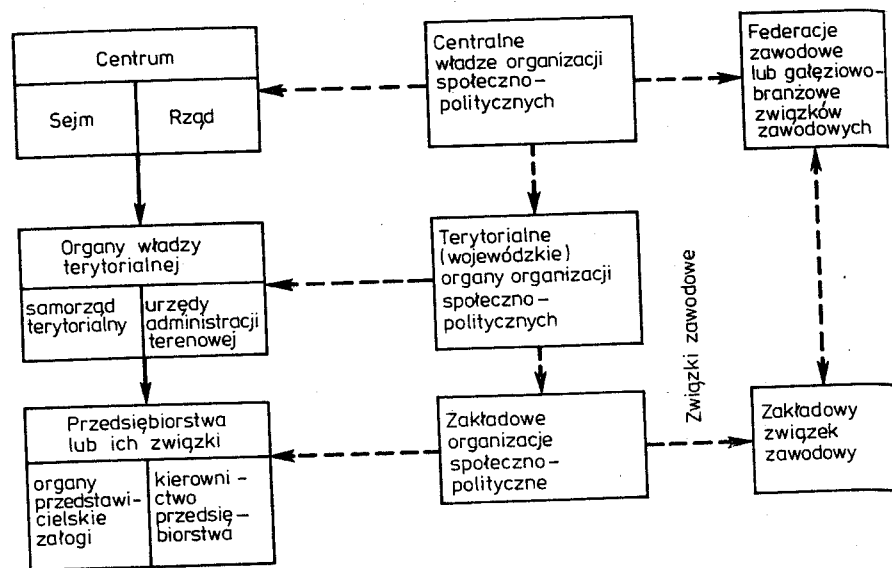 Centrum
Sejm
Rząd
Centralne
władze organizacji
społeczno-
politycznych
Federacje
zawodowe
lub gałęziowo-
branżowe
związków
zawodowych
Organy władzy
terytorialnej
samorząd
terytorialny
urzędy
administracji
terenowej
Terytorialne
(wojewódzkie)
organy organizacji
społeczno-
politycznych
Związki zawodowe
Przedsiębiorstwa
lub ich związki
organy
przedstawi-
cielskie
załogi
kierowni-
ctwo
przedsię-
biorstwa
Zakładowe
organizacje
społeczno-
polityczne
Zakładowy
związek
zawodowy